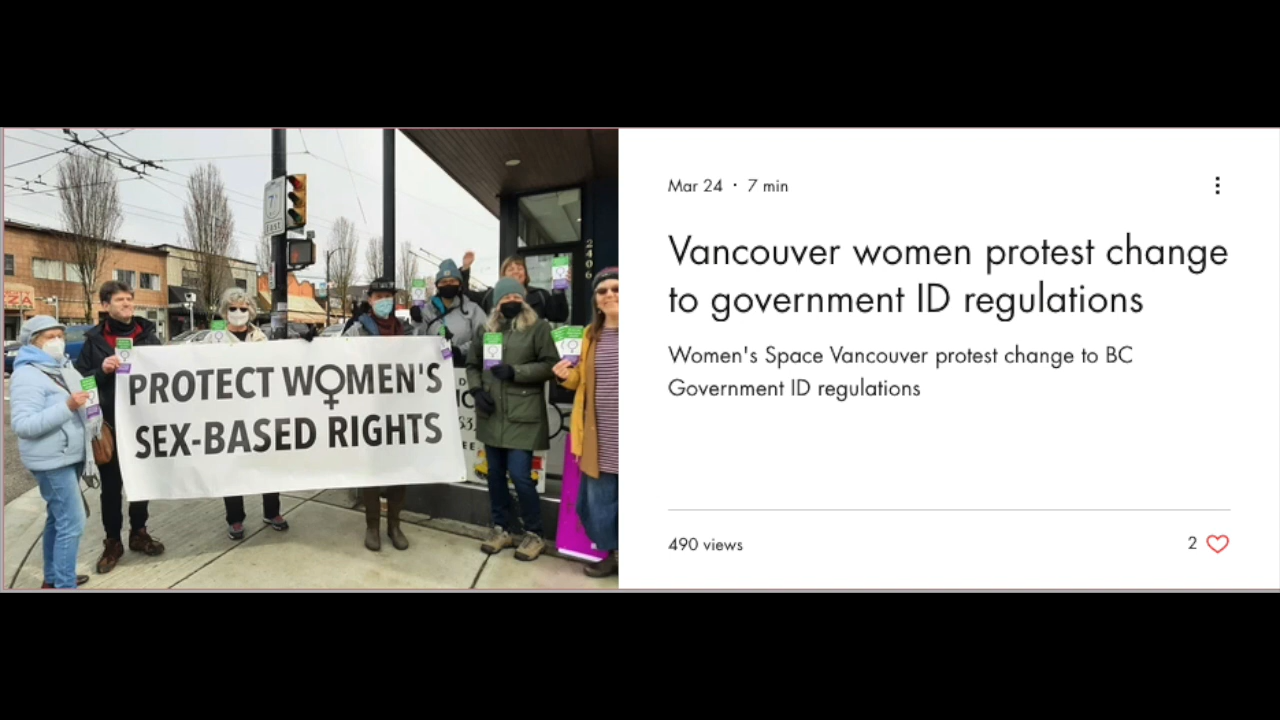 PROTECT WOMEN'S
SEX-BASED RIGHTS
2406
Mar 24 · 7 min
Vancouver women protest change
to government ID regulations
Women's Space Vancouver protest change to BC
Government ID regulations
490 views
2